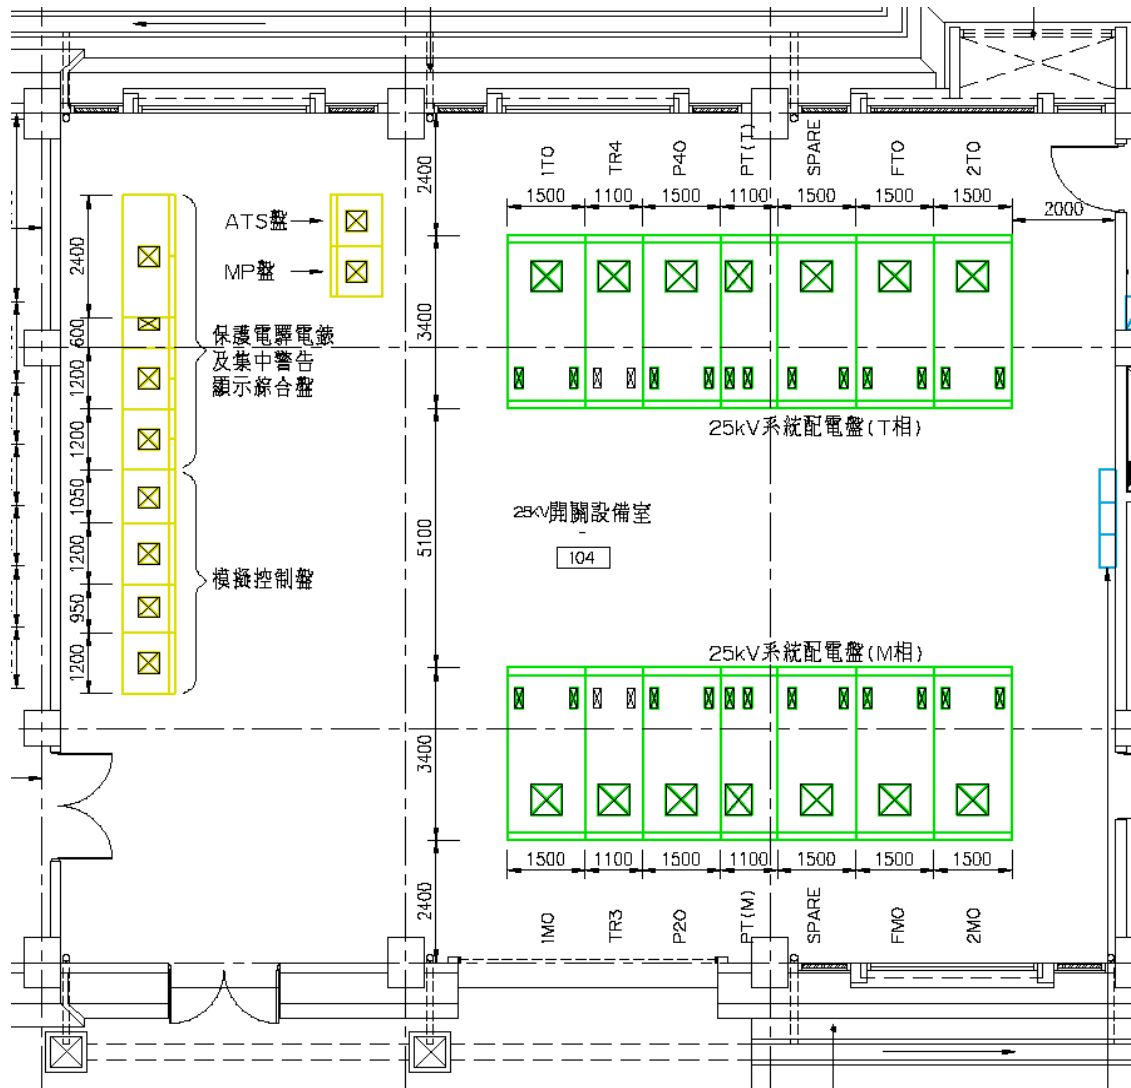 1TO
TR4
P4O
PT(T)
SPARE
FTO
2TO
2400
1500
1100
1500
1100
1500
1500
1500
2000
ATS盤
MP盤
2400
600
1200
1200
1050
1200
950
1200
保護電驛電錶
及集中警告
顯示綜合盤
模擬控制盤
3400
25kV系統配電盤(T相)
5100
25kV開關設備室
104
25kV系統配電盤(M相)
3400
2400
1500
1100
1500
1100
1500
1500
1500
1MO
TR3
P2O
PT(M)
SPARE
FMO
2MO